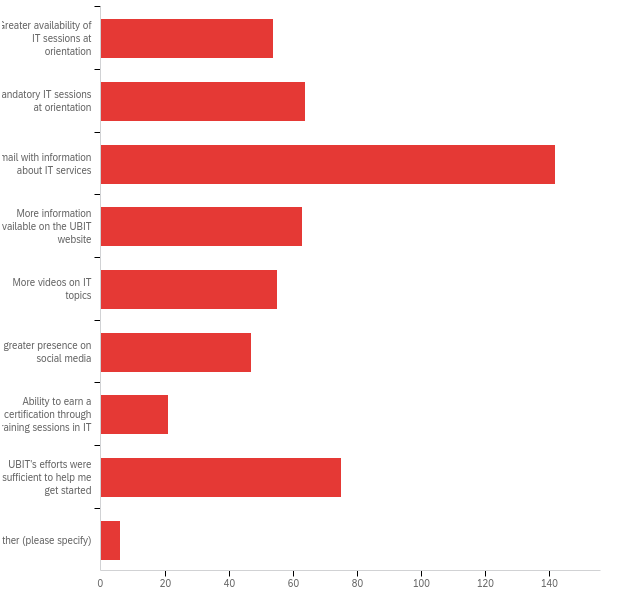 Greater availability of
IT sessions at
orientation
andatory IT sessions
at orientation
mail with information
about IT services
More information
vailable on the UBIT
website
More videos on IT
topics
greater presence on
social media
Ability to earn a
certification through
raining sessions in IT
UBIT's efforts were
sufficient to help me
get started
ther (please specify)
0 20 40 60 80 100 120 140